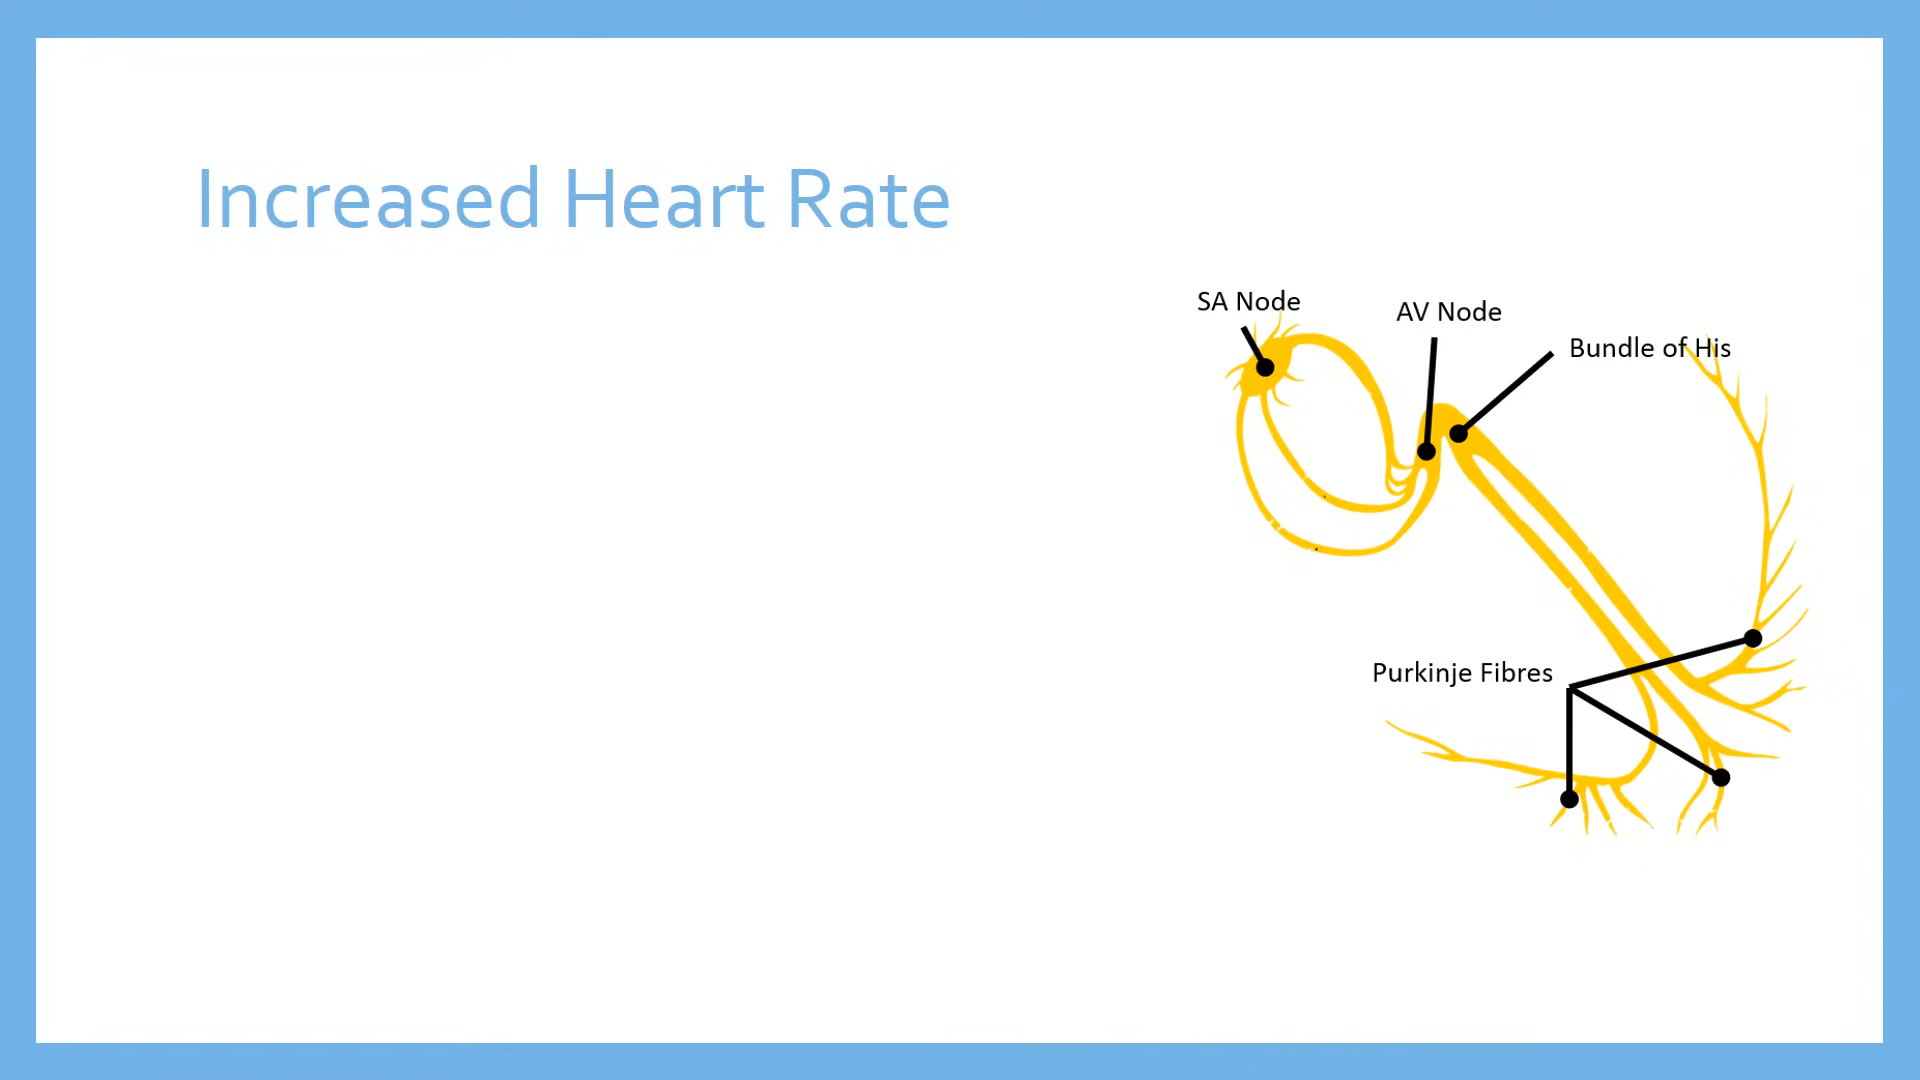 Increased Heart Rate
SA Node
AV Node
Bundle of His
Purkinje Fibres